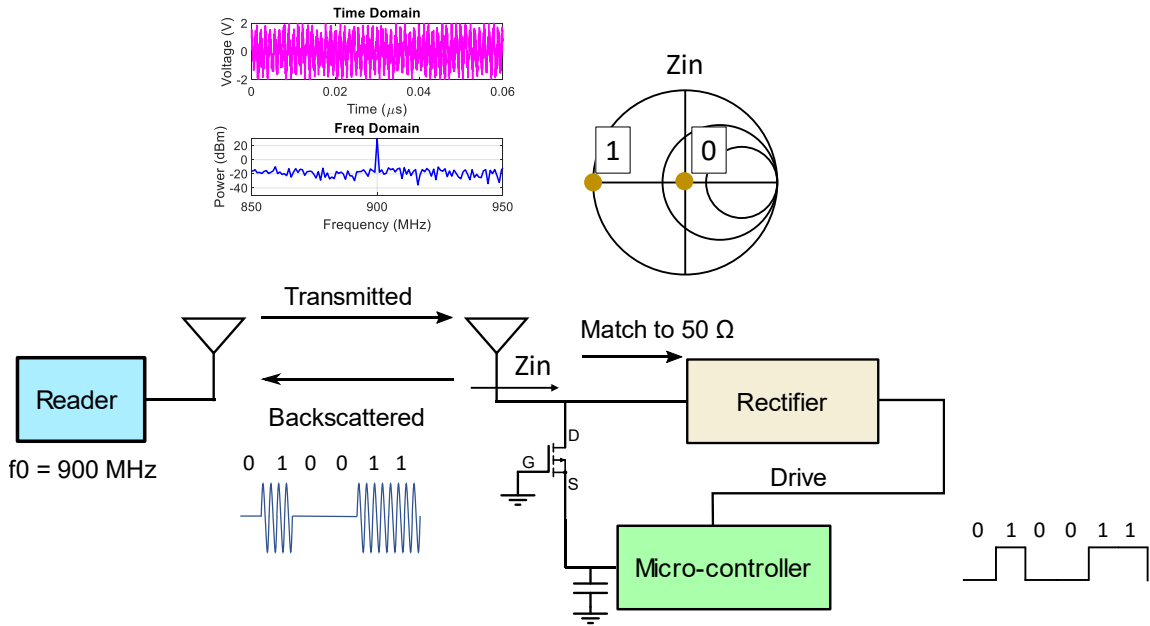 Time Domain
Voltage (V)
2
0
-2
0
0.02
0.04
0.06
Time (μs)
Freq Domain
Power (dBm)
20
0
-20
-40
850
900
950
Frequency (MHz)
Zin
1
0
Transmitted
Match to 50 Ω
Zin
Reader
Rectifier
Backscattered
f0 = 900 MHz
0 1 0 0 1 1
D
G
S
Drive
Micro-controller
0 1 0 0 1 1